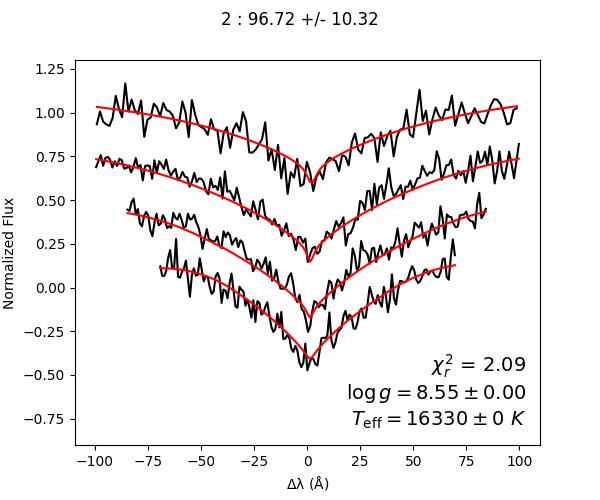 2 : 96.72 +/- 10.32
1.25
1.00
0.75
0.50
0.25
0.00
−0.25
−0.50
−0.75
Normalized Flux
χ²ᵣ = 2.09
log g = 8.55 ± 0.00
T_eff = 16330 ± 0 K
−100 −75 −50 −25 0 25 50 75 100
Δλ (Å)